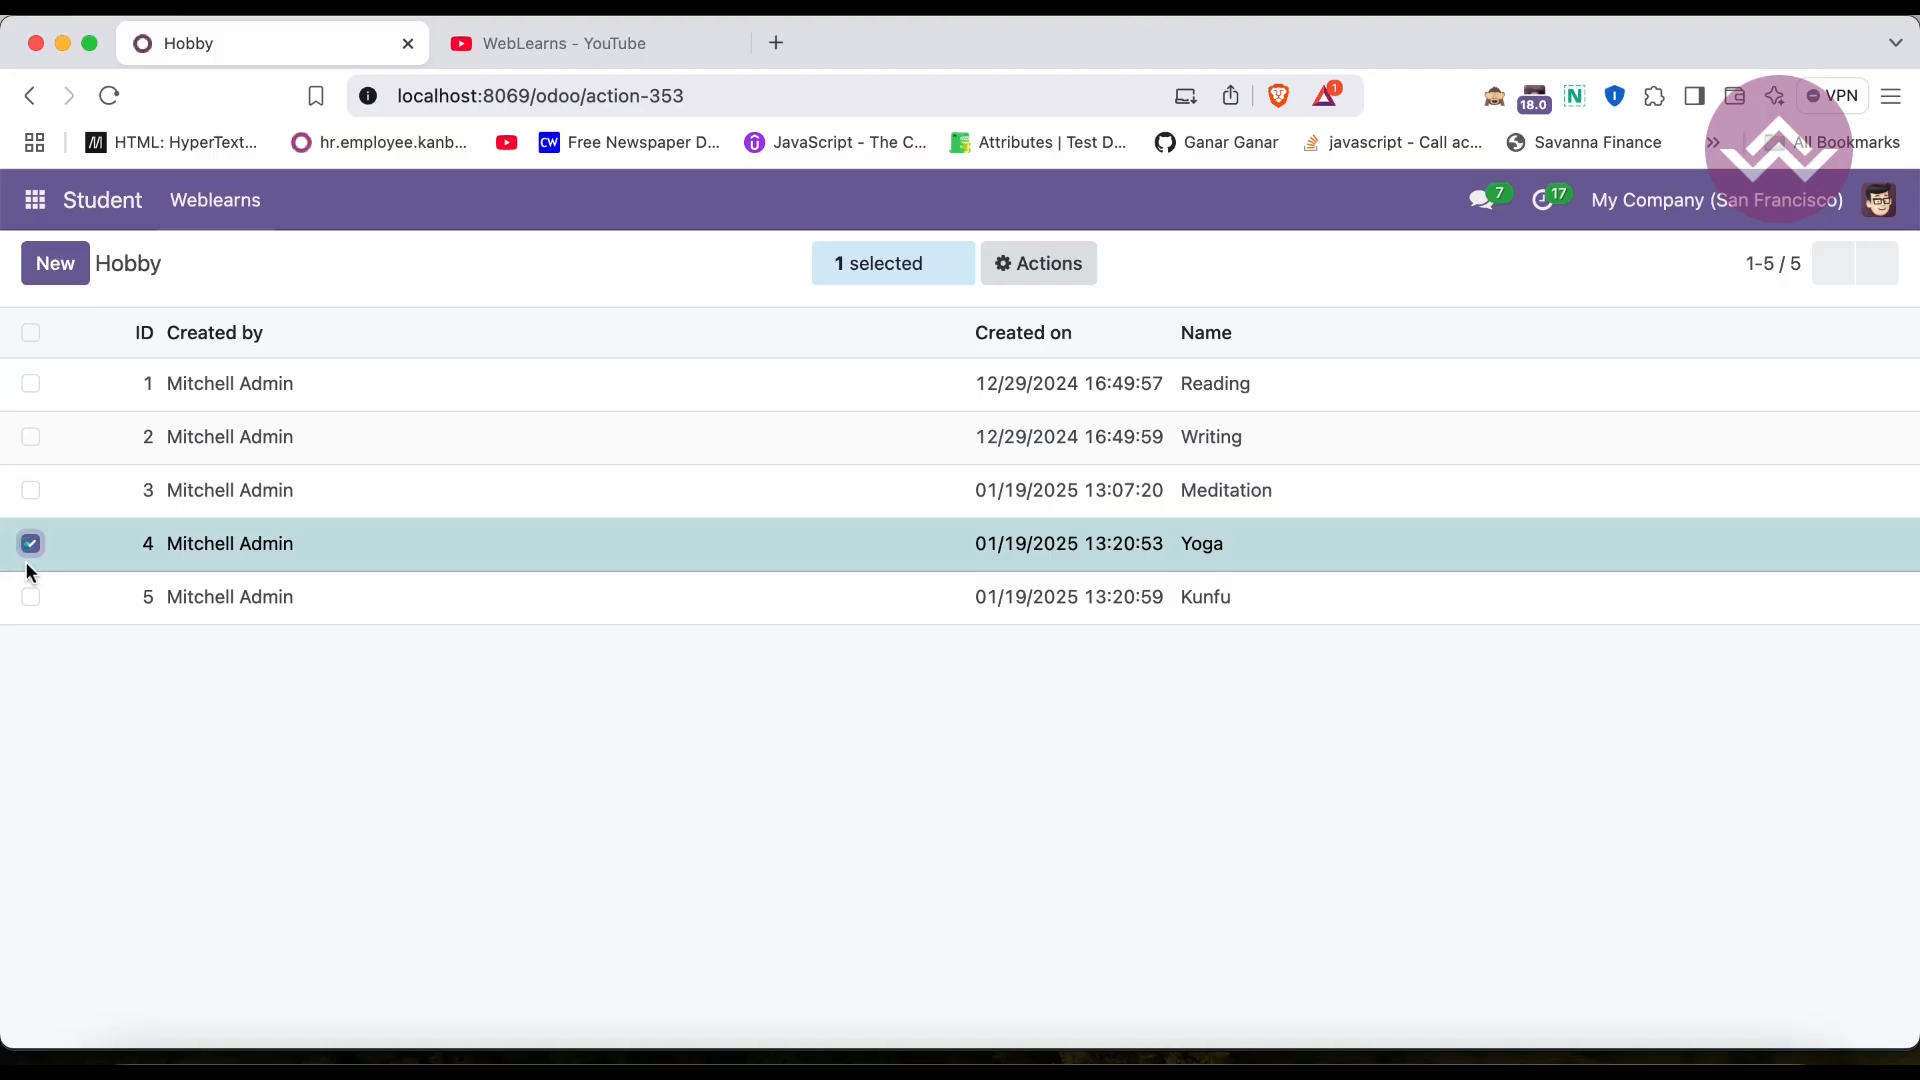 Hobby
WebLearns - YouTube
localhost:8069/odoo/action-353
1
18.0
VPN
HTML: HyperText...
hr.employee.kanb...
CW Free Newspaper D...
JavaScript - The C...
Attributes | Test D...
Ganar Ganar
javascript - Call ac...
Savanna Finance
All Bookmarks
Student
Weblearns
7
17
My Company (San Francisco)
New
Hobby
1 selected
Actions
1-5 / 5
ID Created by Created on Name
1 Mitchell Admin 12/29/2024 16:49:57 Reading
2 Mitchell Admin 12/29/2024 16:49:59 Writing
3 Mitchell Admin 01/19/2025 13:07:20 Meditation
4 Mitchell Admin 01/19/2025 13:20:53 Yoga
5 Mitchell Admin 01/19/2025 13:20:59 Kunfu